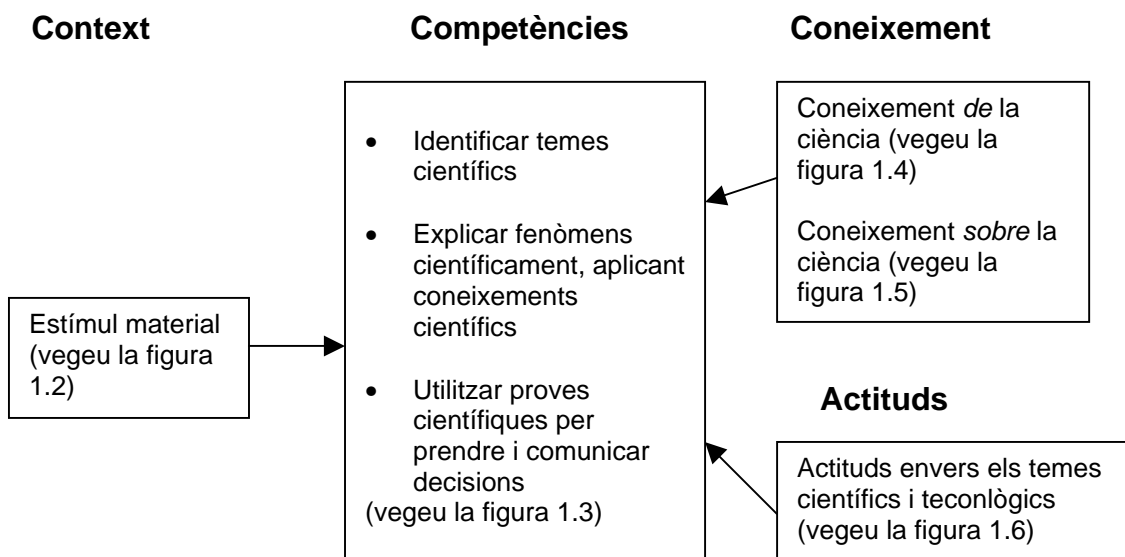 Context
Competències
Coneixement
Estímul material
(vegeu la figura
1.2)
• Identificar temes
científics
• Explicar fenòmens
científicament, aplicant
coneixements
científics
• Utilitzar proves
científiques per
prendre i comunicar
decisions
(vegeu la figura 1.3)
Coneixement de la
ciència (vegeu la
figura 1.4)
Coneixement sobre la
ciència (vegeu la
figura 1.5)
Actituds
Actituds envers els temes
científics i teconlògics
(vegeu la figura 1.6)